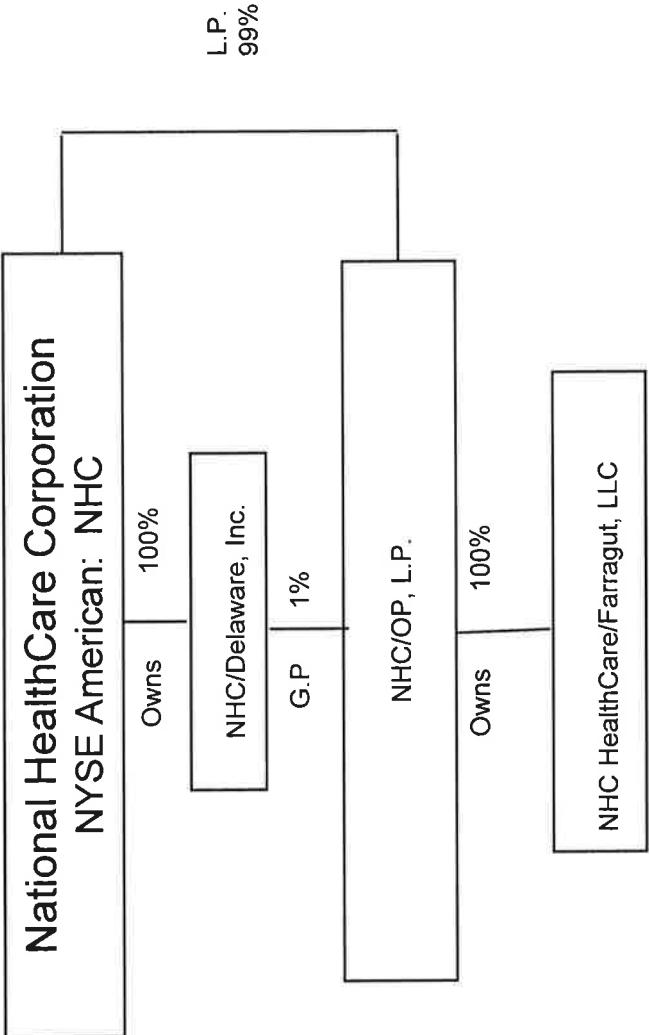 National HealthCare Corporation
NYSE American: NHC
Owns 100%
NHC/Delaware, Inc.
G.P 1%
L.P.
99%
NHC/OP, L.P.
Owns 100%
NHC HealthCare/Farragut, LLC